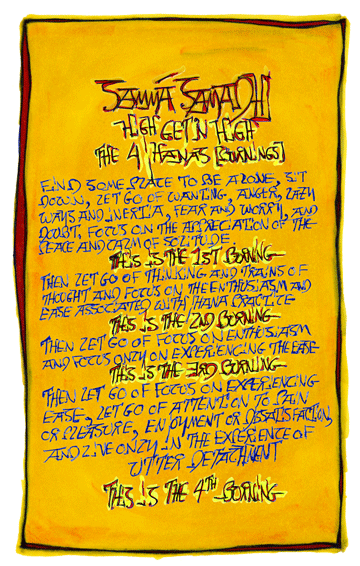 SAMMÁ SAMADHI
HIGH GET'N HIGH
THE 4 JHANAS [BURNINGS]
FIND SOME PLACE TO BE ALONE, SIT
DOWN, LET GO OF WANTING, ANGER, LAZY
WAYS AND INERTIA, FEAR AND WORRY, AND
DOUBT, FOCUS ON THE APPRECIATION OF THE
PEACE AND CALM OF SOLITUDE.
THIS IS THE 1ST BURNING
THEN LET GO OF THINKING AND TRAINS OF
THOUGHT AND FOCUS ON THE ENTHUSIASM AND
EASE ASSOCIATED WITH JHANA PRACTICE
THIS IS THE 2ND BURNING
THEN LET GO OF FOCUS ON ENTHUSIASM
AND FOCUS ONLY ON EXPERIENCING THE EASE
THIS IS THE 3RD BURNING
THEN LET GO OF FOCUS ON EXPERIENCING
EASE, LET GO OF ATTENTION TO PAIN
OR PLEASURE, ENJOYMENT OR DISSATISFACTION,
AND LIVE ONLY IN THE EXPERIENCE OF
UTTER DETACHMENT
THIS IS THE 4TH BURNING